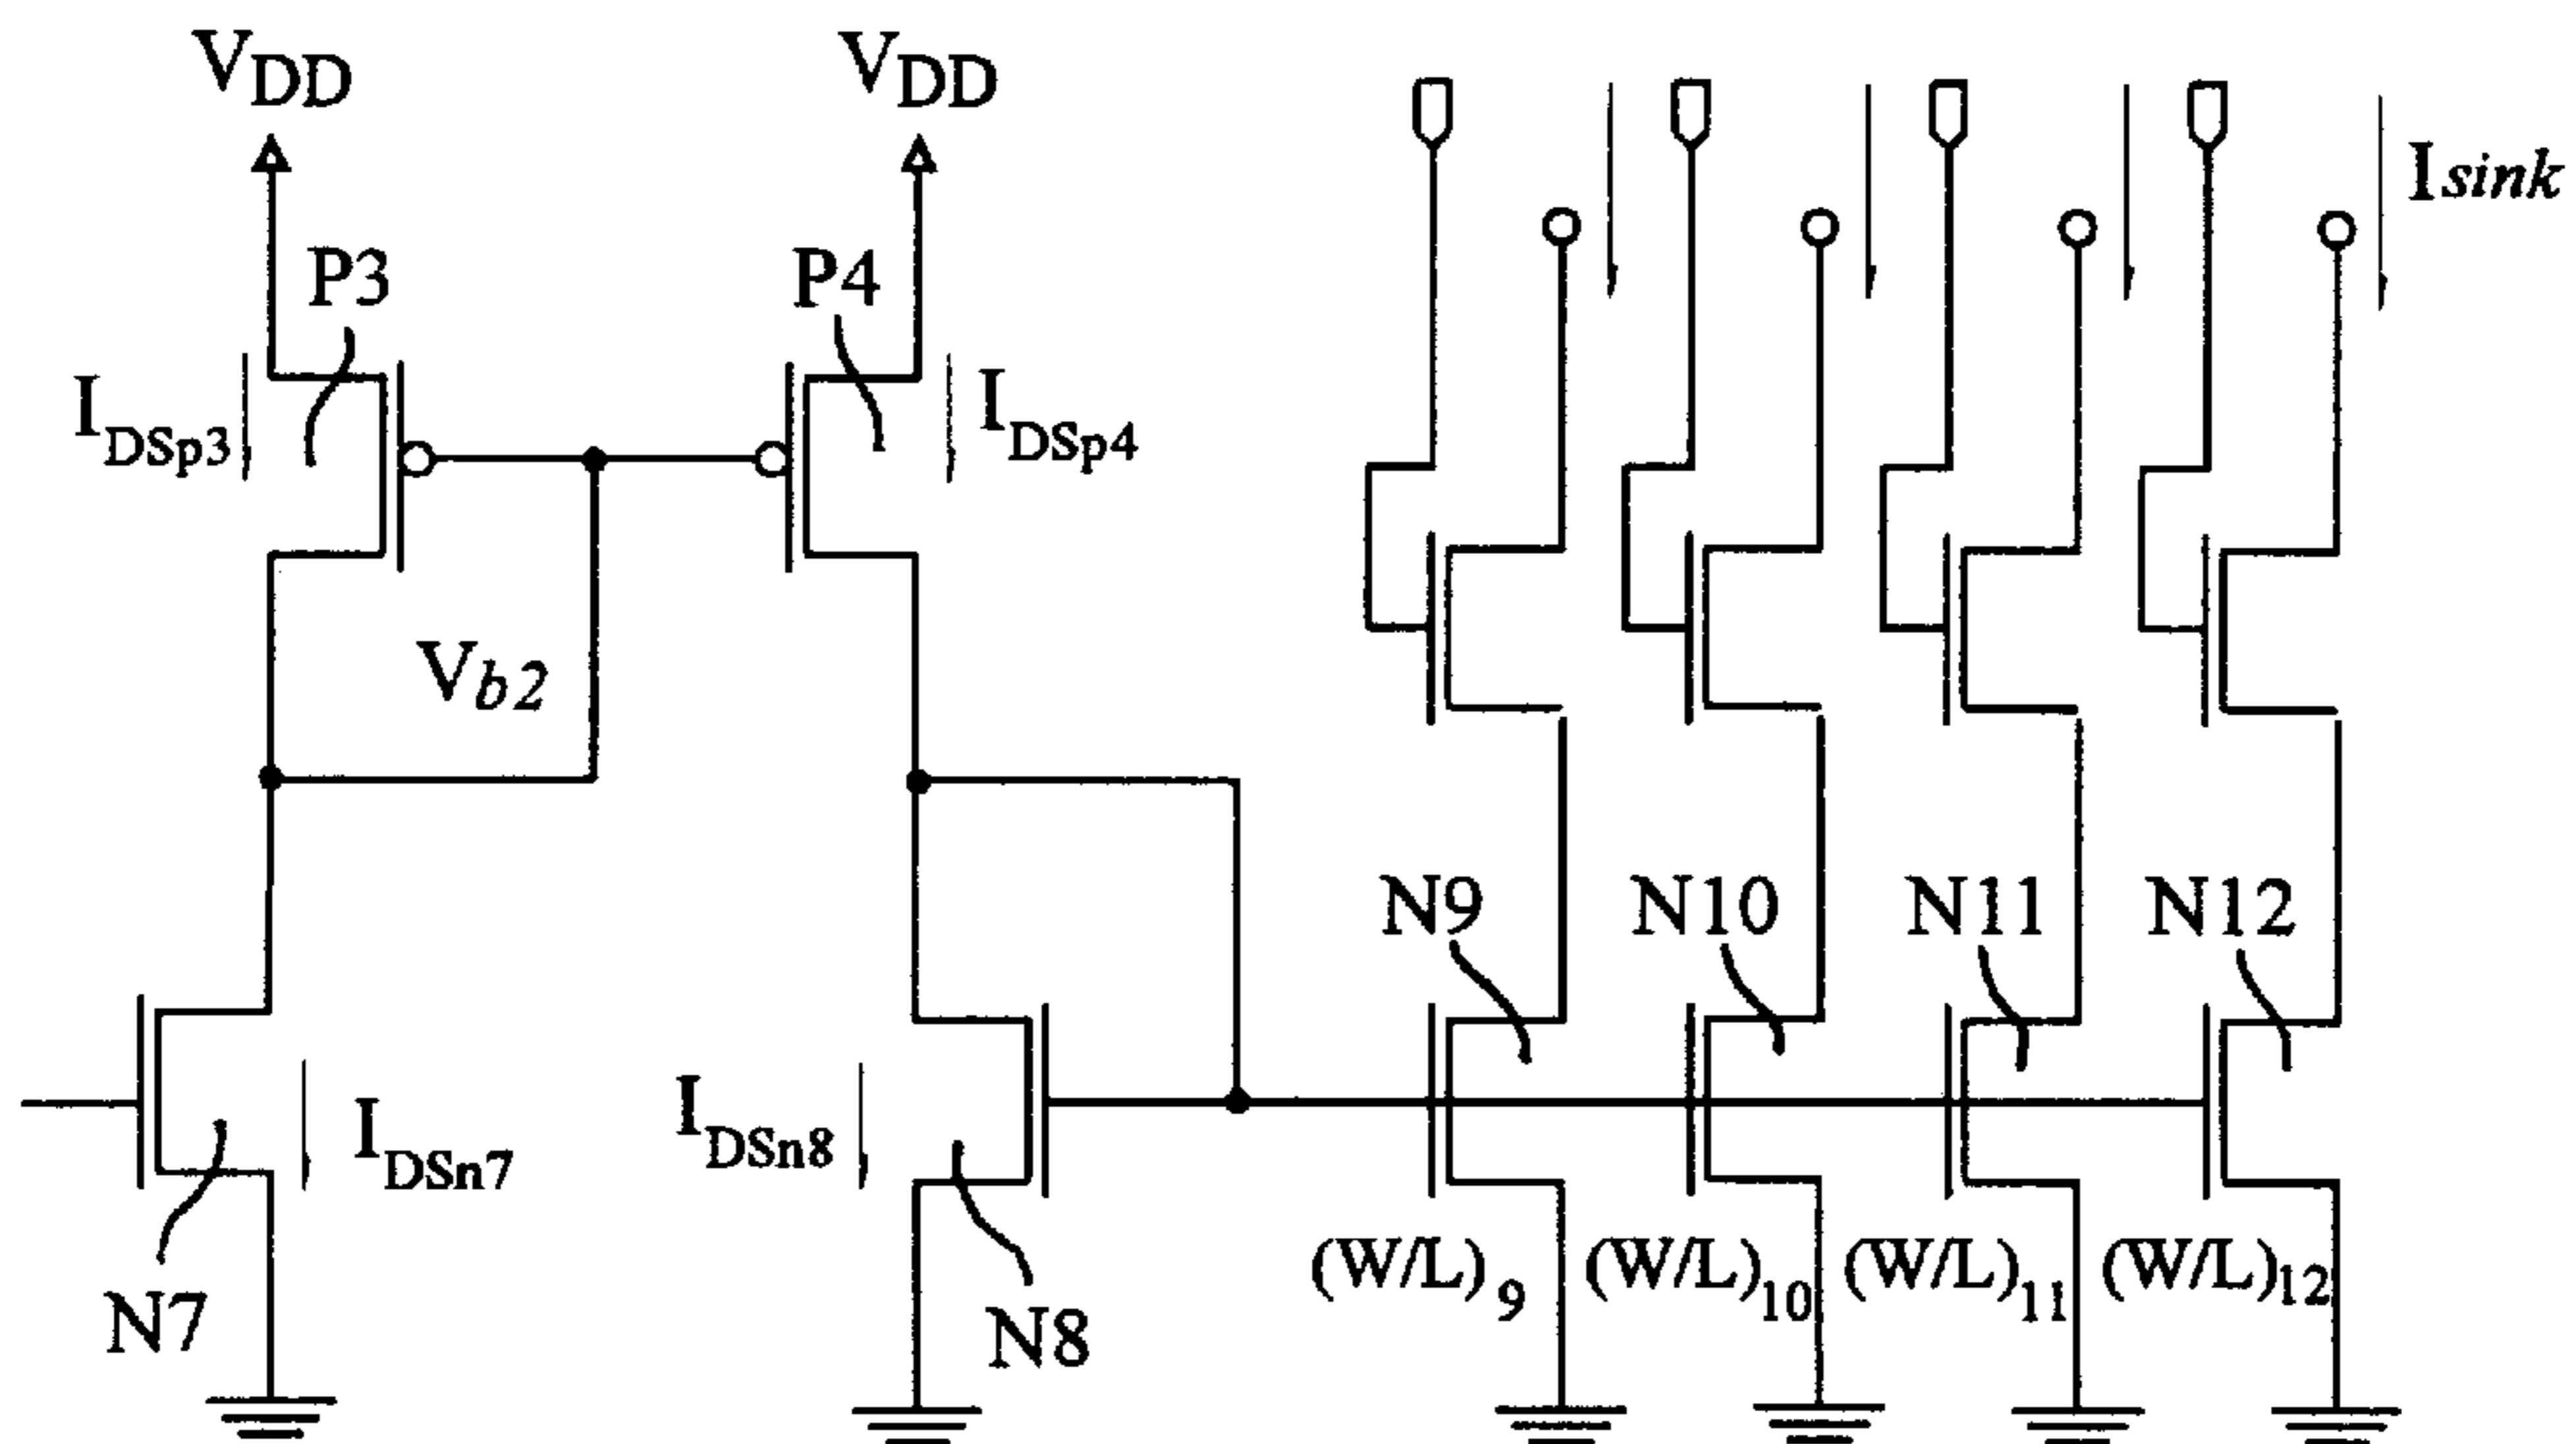 VDD
VDD
P3
P4
Isink
IDSp3
IDSp4
Vb2
N9
N10
N11
N12
IDSn7
IDSn8
(W/L)9
(W/L)10
(W/L)11
(W/L)12
N7
N8